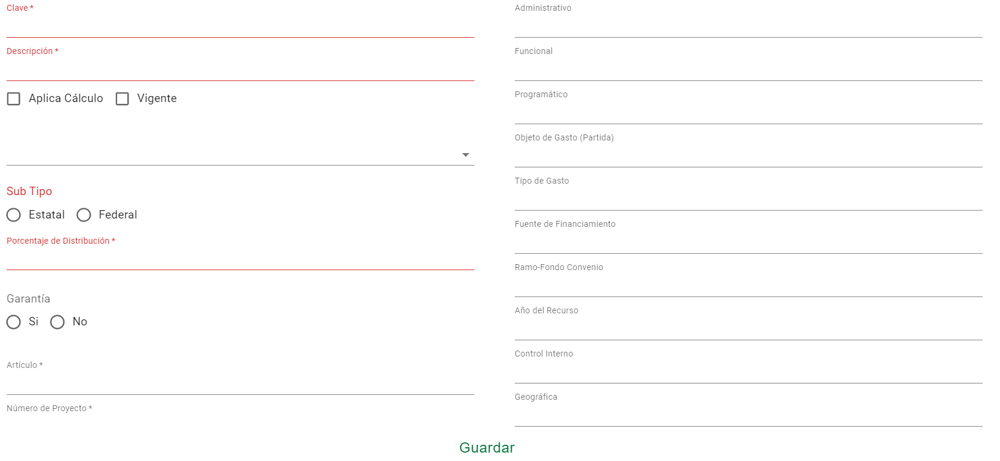 Clave *
Descripción *
Aplica Cálculo Vigente
Sub Tipo
Estatal Federal
Porcentaje de Distribución *
Garantía
Si No
Artículo *
Número de Proyecto *
Administrativo
Funcional
Programático
Objeto de Gasto (Partida)
Tipo de Gasto
Fuente de Financiamiento
Ramo-Fondo Convenio
Año del Recurso
Control Interno
Geográfica
Guardar